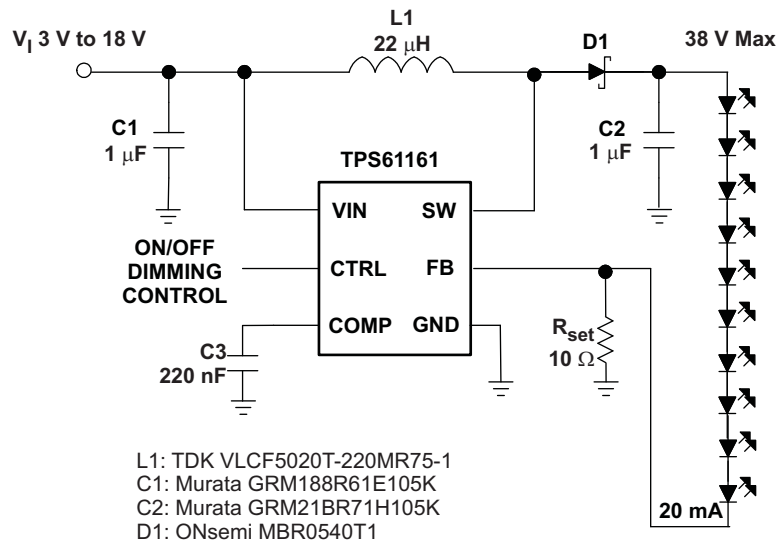 V_I 3 V to 18 V
L1
22 μH
D1
38 V Max
C1
1 μF
C2
1 μF
TPS61161
VIN
SW
ON/OFF
DIMMING
CONTROL
CTRL
FB
COMP
GND
C3
220 nF
R_set
10 Ω
20 mA
L1: TDK VLCF5020T-220MR75-1
C1: Murata GRM188R61E105K
C2: Murata GRM21BR71H105K
D1: ONsemi MBR0540T1